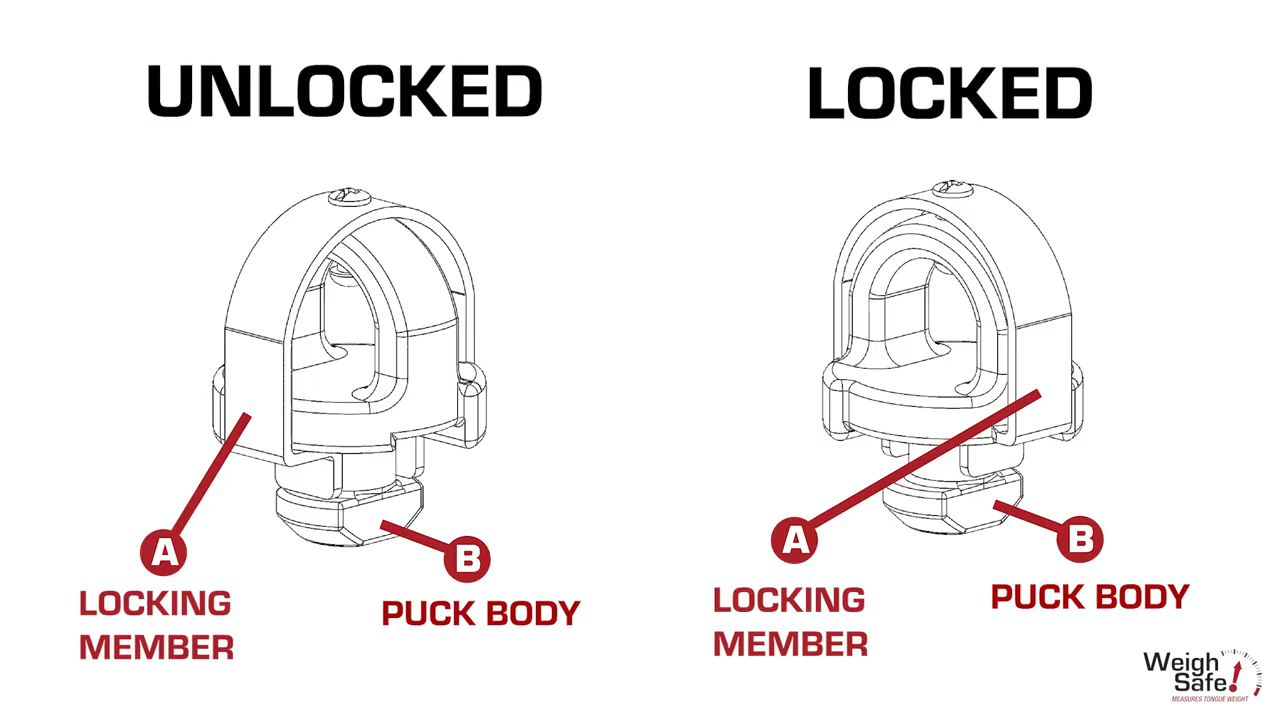 UNLOCKED
LOCKED
A
LOCKING
MEMBER
B
PUCK BODY
A
LOCKING
MEMBER
B
PUCK BODY
Weigh
Safe!
MEASURES TONGUE WEIGHT